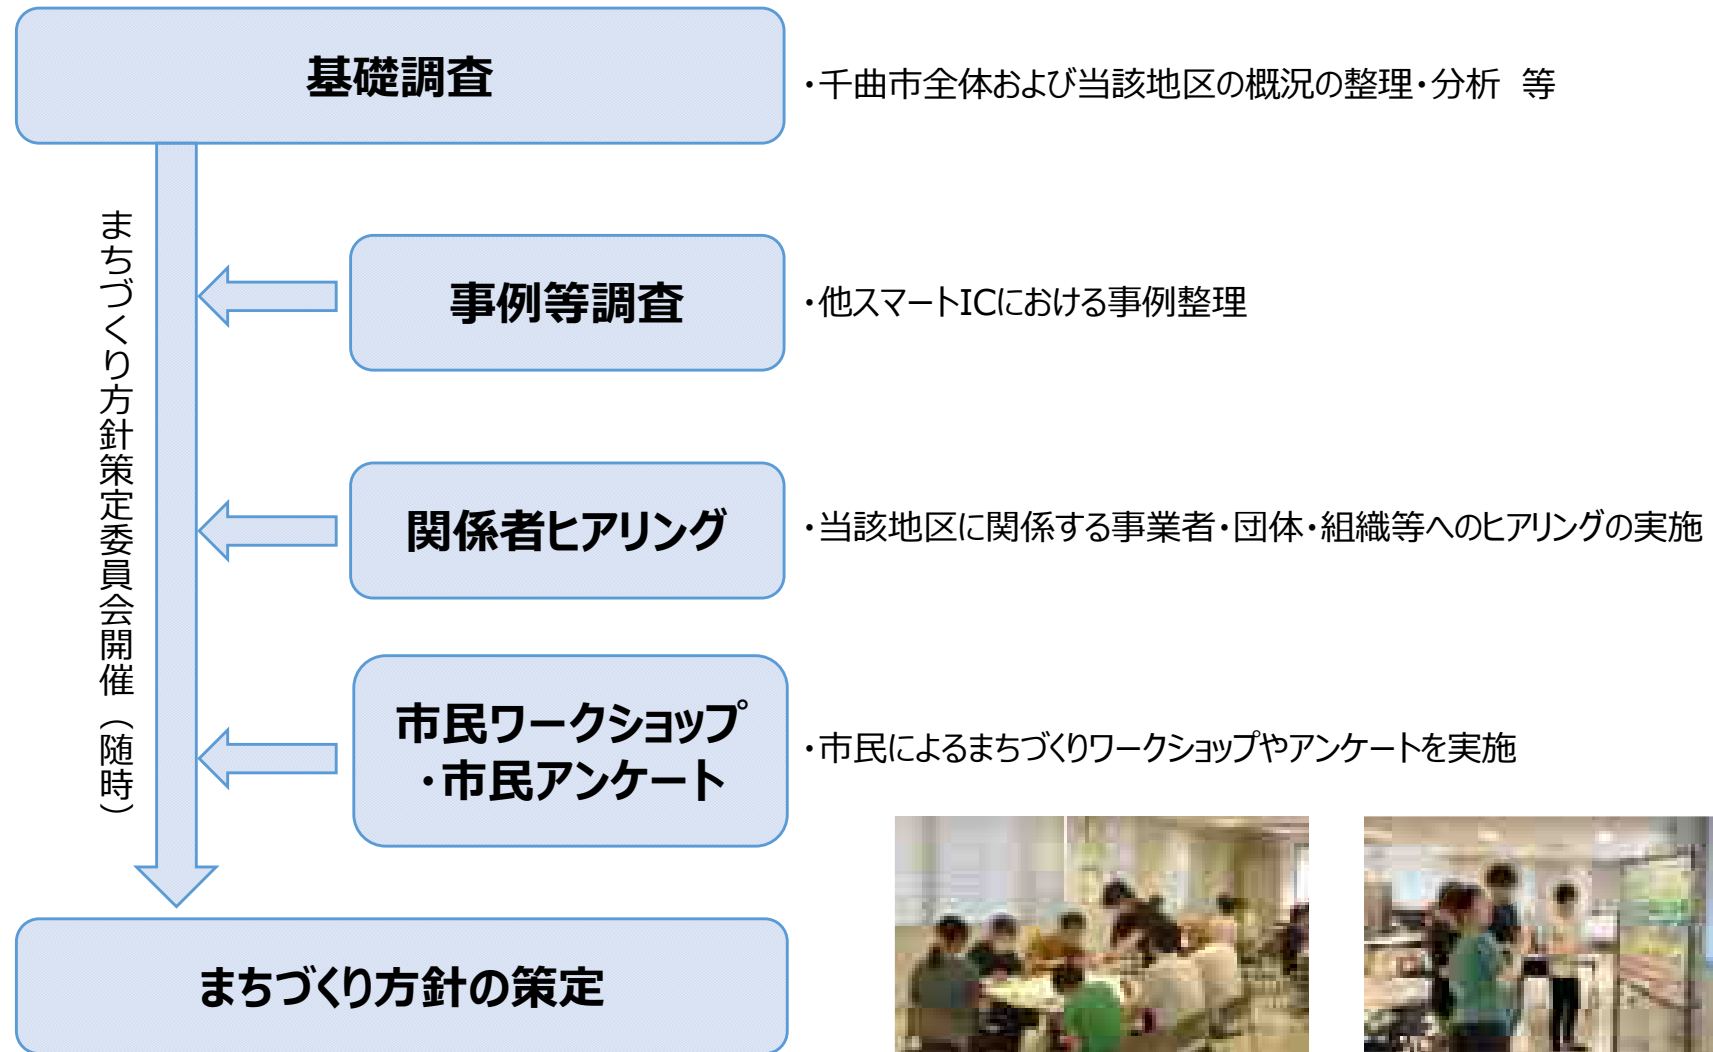 基礎調査
・千曲市全体および当該地区の概況の整理・分析　等
まちづくり方針策定委員会開催（随時）
事例等調査
・他スマートICにおける事例整理
関係者ヒアリング
・当該地区に関係する事業者・団体・組織等へのヒアリングの実施
市民ワークショップ
・市民アンケート
・市民によるまちづくりワークショップやアンケートを実施
まちづくり方針の策定